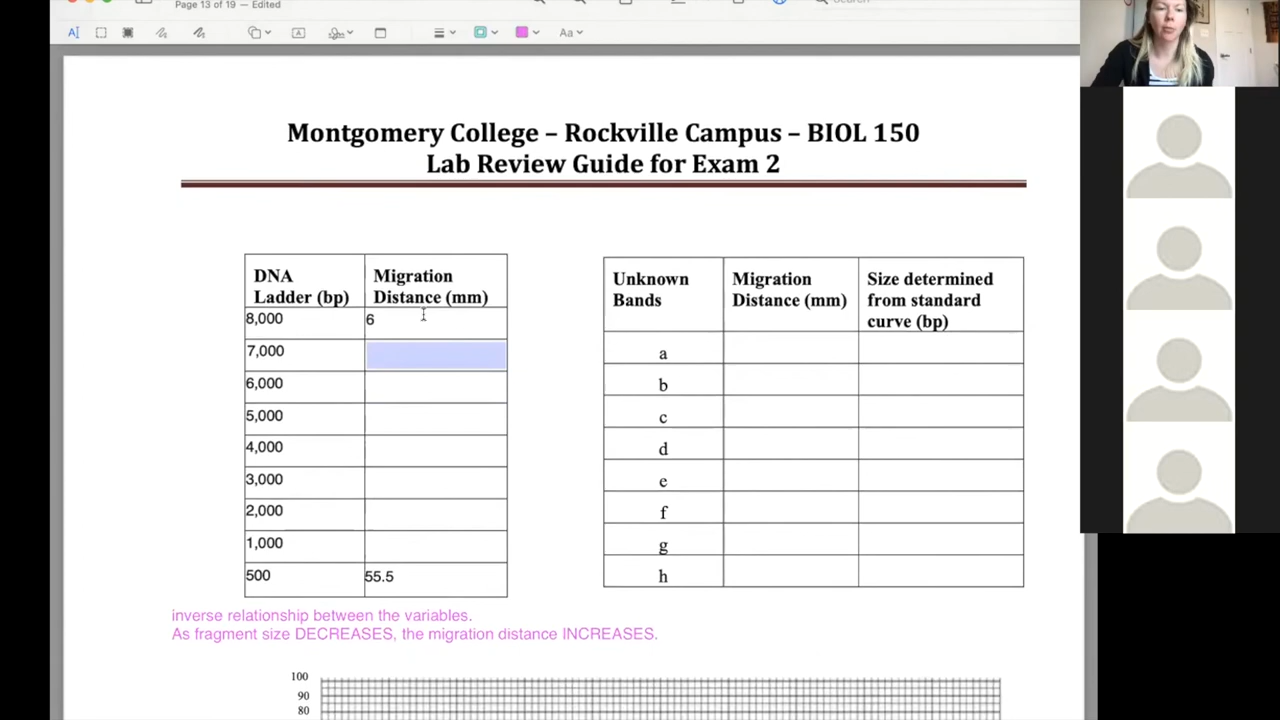 Page 13 of 19 — Edited
Search
Aa
Montgomery College – Rockville Campus – BIOL 150
Lab Review Guide for Exam 2
DNA
Ladder (bp)
Migration
Distance (mm)
8,000
6
7,000
6,000
5,000
4,000
3,000
2,000
1,000
500
55.5
Unknown
Bands
Migration
Distance (mm)
Size determined
from standard
curve (bp)
a
b
c
d
e
f
g
h
inverse relationship between the variables.
As fragment size DECREASES, the migration distance INCREASES.
100
90
80